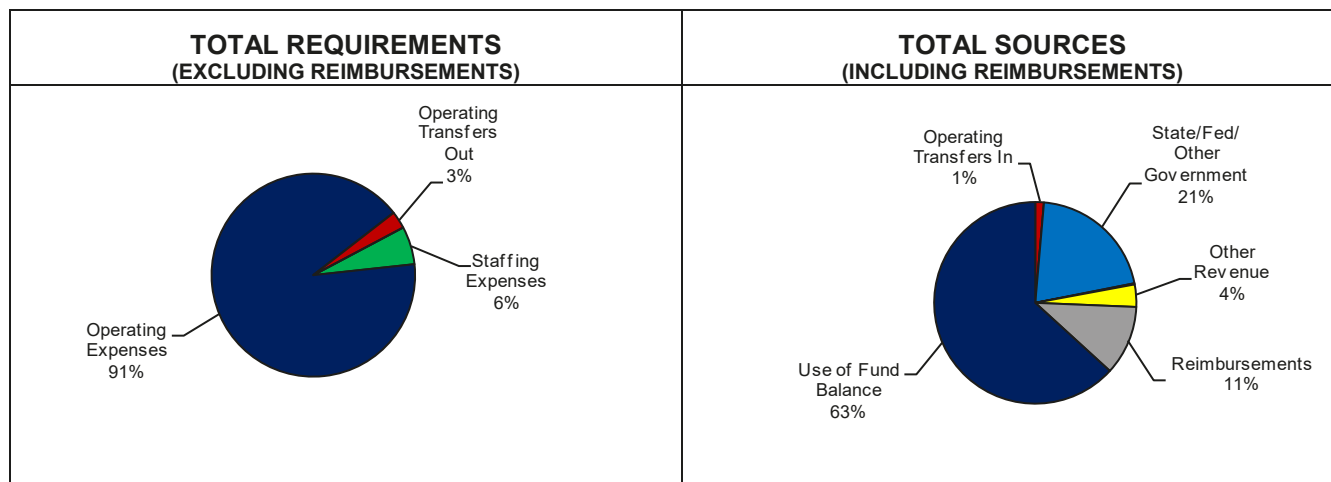 TOTAL REQUIREMENTS
(EXCLUDING REIMBURSEMENTS)
Operating
Transfers
Out
3%
Staffing
Expenses
6%
Operating
Expenses
91%
TOTAL SOURCES
(INCLUDING REIMBURSEMENTS)
Operating
Transfers In
1%
State/Fed/
Other
Government
21%
Other
Revenue
4%
Reimbursements
11%
Use of Fund
Balance
63%